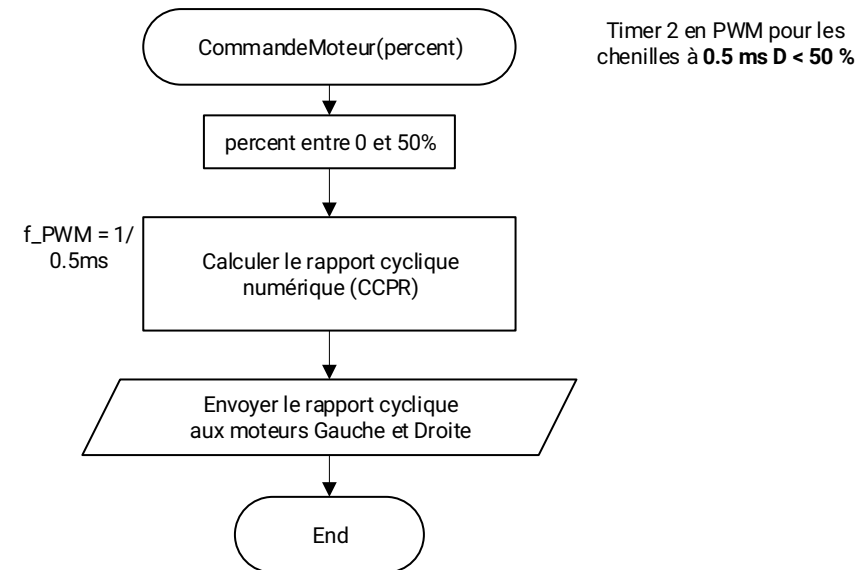 CommandeMoteur(percent)
Timer 2 en PWM pour les
chenilles à 0.5 ms D < 50 %
percent entre 0 et 50%
f_PWM = 1/
0.5ms
Calculer le rapport cyclique
numérique (CCPR)
Envoyer le rapport cyclique
aux moteurs Gauche et Droite
End